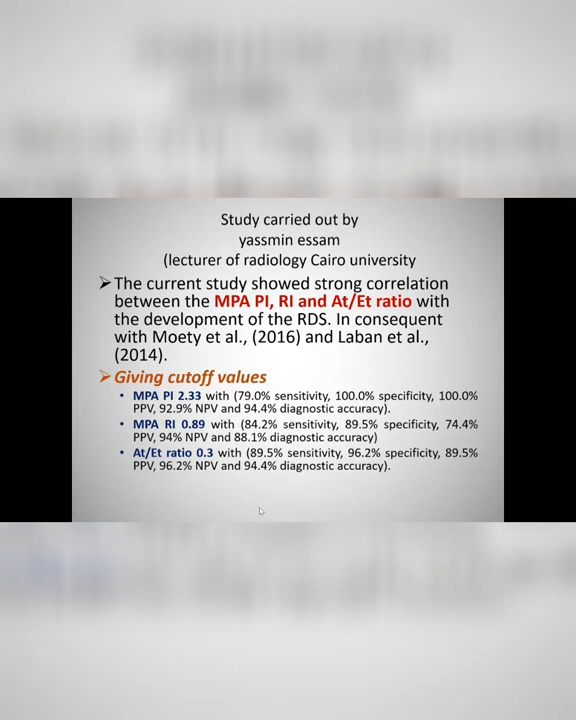 Study carried out by
yassmin essam
(lecturer of radiology Cairo university
➢The current study showed strong correlation
between the MPA PI, RI and At/Et ratio with
the development of the RDS. In consequent
with Moety et al., (2016) and Laban et al.,
(2014).
➢Giving cutoff values
• MPA PI 2.33 with (79.0% sensitivity, 100.0% specificity, 100.0%
PPV, 92.9% NPV and 94.4% diagnostic accuracy).
• MPA RI 0.89 with (84.2% sensitivity, 89.5% specificity, 74.4%
PPV, 94% NPV and 88.1% diagnostic accuracy)
• At/Et ratio 0.3 with (89.5% sensitivity, 96.2% specificity, 89.5%
PPV, 96.2% NPV and 94.4% diagnostic accuracy).